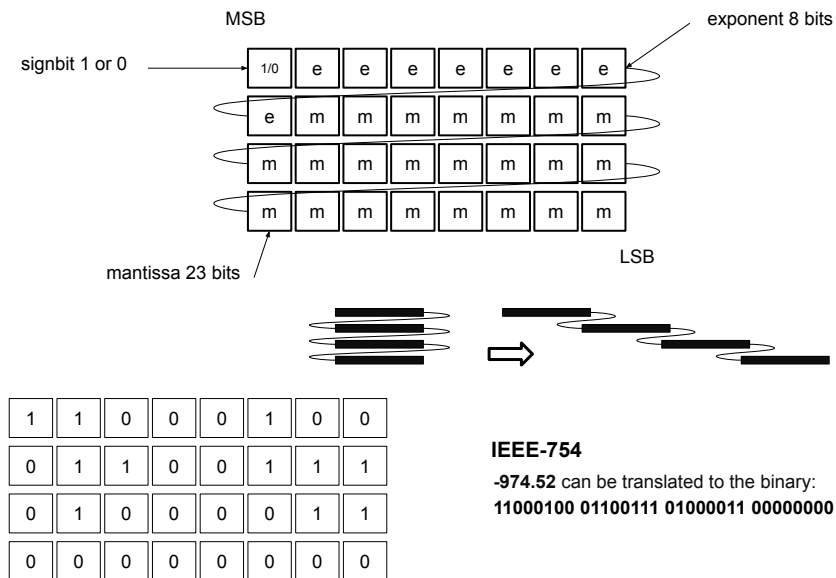 MSB
exponent 8 bits
signbit 1 or 0
1/0 e e e e e e e
e m m m m m m m
m m m m m m m m
m m m m m m m m
LSB
mantissa 23 bits
1 1 0 0 0 1 0 0
0 1 1 0 0 1 1 1
0 1 0 0 0 0 1 1
0 0 0 0 0 0 0 0
IEEE-754
-974.52 can be translated to the binary:
11000100 01100111 01000011 00000000